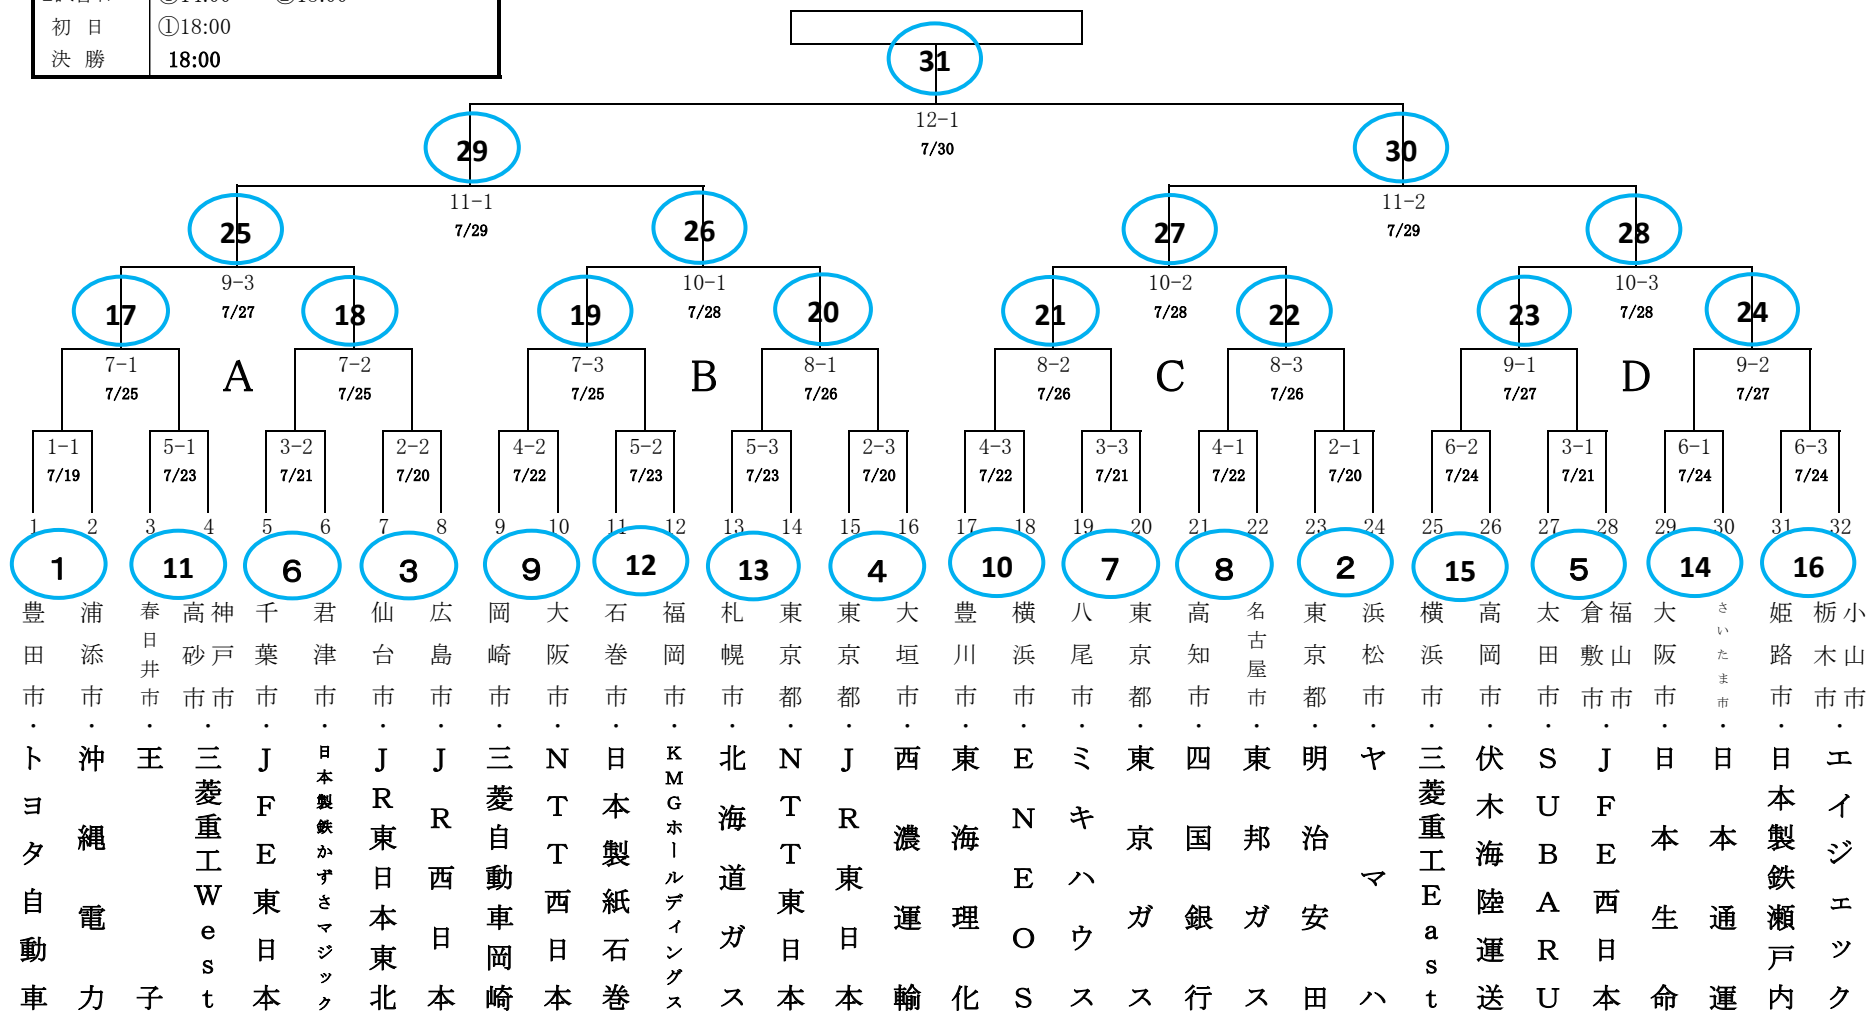 初 日 ①18:00
決 勝 18:00
31
12-1
7/30
29 30
11-1 11-2
7/29 7/29
25 26 27 28
9-3 10-1 10-2 10-3
7/27 7/28 7/28 7/28
17 18 19 20 21 22 23 24
7-1 7-2 7-3 8-1 8-2 8-3 9-1 9-2
7/25 7/25 7/25 7/26 7/26 7/26 7/27 7/27
A B C D
1-1 5-1 3-2 2-2 4-2 5-2 5-3 2-3 4-3 3-3 4-1 2-1 6-2 3-1 6-1 6-3
7/19 7/23 7/21 7/20 7/22 7/23 7/23 7/20 7/22 7/21 7/22 7/20 7/24 7/21 7/24 7/24
1 2 3 4 5 6 7 8 9 10 11 12 13 14 15 16 17 18 19 20 21 22 23 24 25 26 27 28 29 30 31 32
1 11 6 3 9 12 13 4 10 7 8 2 15 5 14 16
豊田市・トヨタ自動車
浦添市・沖縄電力
春日井市・王子
高砂市神戸市・三菱重工West
千葉市・JFE東日本
君津市・日本製鉄かずさマジック
仙台市・JR東日本東北
広島市・JR西日本
岡崎市・三菱自動車岡崎
大阪市・NTT西日本
石巻市・日本製紙石巻
福岡市・KMGホールディングス
札幌市・北海道ガス
東京都・NTT東日本
東京都・JR東日本
大垣市・西濃運輸
豊川市・東海理化
横浜市・ENEOS
八尾市・ミキハウス
東京都・東京ガス
高知市・四国銀行
名古屋市・東邦ガス
東京都・明治安田
浜松市・ヤマハ
横浜市・三菱重工East
高岡市・伏木海陸運送
太田市・SUBARU
倉敷市福山市・JFE西日本
大阪市・日本生命
さいたま市・日本通運
姫路市・日本製鉄瀬戸内
栃木市小山市・エイジェック